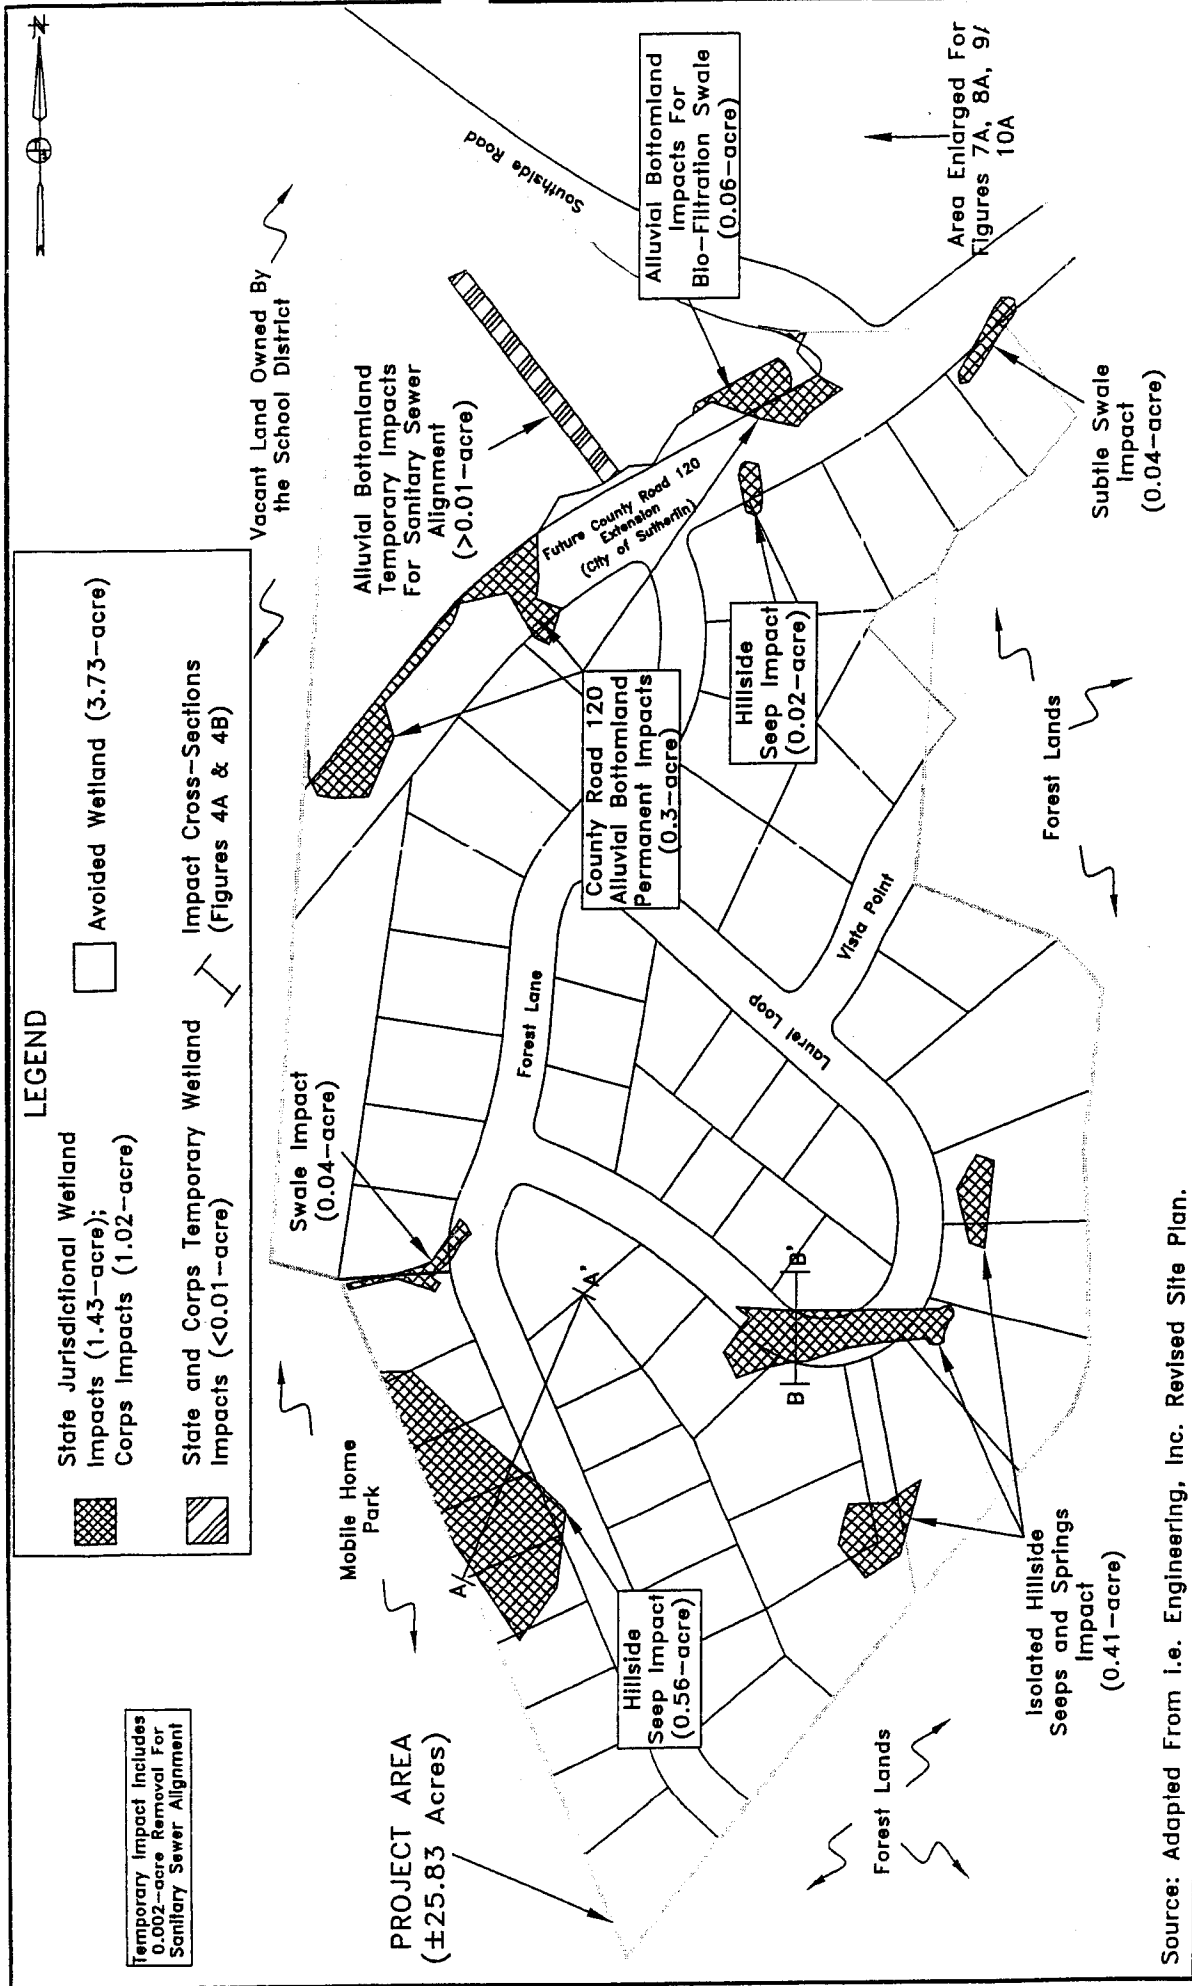 LEGEND
State Jurisdictional Wetland
Impacts (1.43-acre);
Corps Impacts (1.02-acre)
Avoided Wetland (3.73-acre)
State and Corps Temporary Wetland
Impacts (<0.01-acre)
Impact Cross-Sections
(Figures 4A & 4B)
N
Temporary Impact Includes
0.002-acre Removal For
Sanitary Sewer Alignment
PROJECT AREA
(±25.83 Acres)
Mobile Home
Park
Swale Impact
(0.04-acre)
Vacant Land Owned By
the School District
Alluvial Bottomland
Temporary Impacts
For Sanitary Sewer
Alignment
(>0.01-acre)
Southside Road
Alluvial Bottomland
Impacts For
Bio-Filtration Swale
(0.06-acre)
Area Enlarged For
Figures 7A, 8A, 9/
10A
Future County Road 120
Extension
(City of Sutherlin)
County Road 120
Alluvial Bottomland
Permanent Impacts
(0.3-acre)
Hillside
Seep Impact
(0.02-acre)
Subtle Swale
Impact
(0.04-acre)
Forest Lane
Laurel Loop
Vista Point
A
A'
B
B'
Hillside
Seep Impact
(0.56-acre)
Isolated Hillside
Seeps and Springs
Impact
(0.41-acre)
Forest Lands
Forest Lands
Source: Adapted From i.e. Engineering, Inc. Revised Site Plan.